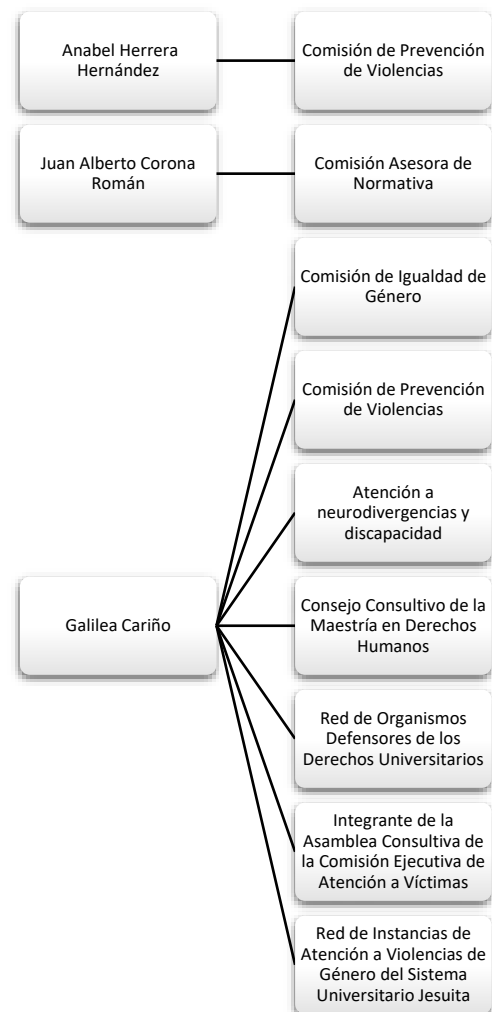 Anabel Herrera
Hernández
Comisión de Prevención
de Violencias
Juan Alberto Corona
Román
Comisión Asesora de
Normativa
Galilea Cariño
Comisión de Igualdad de
Género
Comisión de Prevención
de Violencias
Atención a
neurodivergencias y
discapacidad
Consejo Consultivo de la
Maestría en Derechos
Humanos
Red de Organismos
Defensores de los
Derechos Universitarios
Integrante de la
Asamblea Consultiva de
la Comisión Ejecutiva de
Atención a Víctimas
Red de Instancias de
Atención a Violencias de
Género del Sistema
Universitario Jesuita